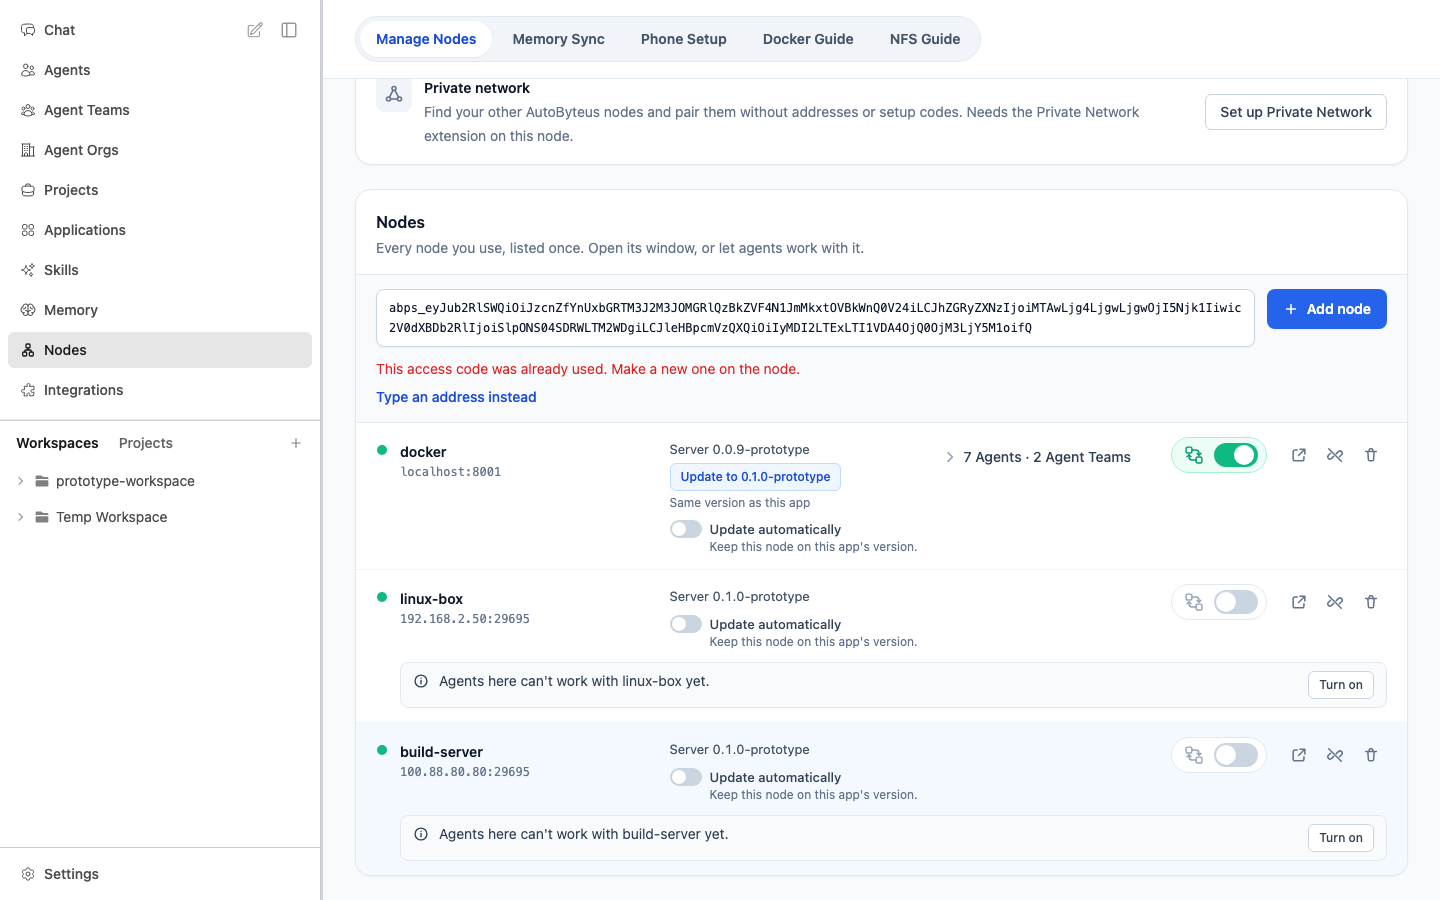 Chat
Agents
Agent Teams
Agent Orgs
Projects
Applications
Skills
Memory
Nodes
Integrations
Workspaces
Projects
prototype-workspace
Temp Workspace
Settings
Manage Nodes
Memory Sync
Phone Setup
Docker Guide
NFS Guide
Private network
Find your other AutoByteus nodes and pair them without addresses or setup codes. Needs the Private Network
extension on this node.
Set up Private Network
Nodes
Every node you use, listed once. Open its window, or let agents work with it.
abps_eyJub2RlSWQiOiJzcnZfYnUxbGRTM3J2M3JOMGRlQzBkZVF4N1JmMkxtOVBkWnQ0V24iLCJhZGRyZXNzIjoiMTAwLjg4LjgwLjgwOjI5Njk1Iiwic
2V0dXBDb2RlIjoiSlpONS04SDRWLTM2WDgiLCJleHBpcmVzQXQiOiIyMDI2LTExLTI1VDA4OjQ0OjM3LjY5M1oifQ
Add node
This access code was already used. Make a new one on the node.
Type an address instead
docker
localhost:8001
Server 0.0.9-prototype
Update to 0.1.0-prototype
Same version as this app
Update automatically
Keep this node on this app's version.
7 Agents · 2 Agent Teams
linux-box
192.168.2.50:29695
Server 0.1.0-prototype
Update automatically
Keep this node on this app's version.
Agents here can't work with linux-box yet.
Turn on
build-server
100.88.80.80:29695
Server 0.1.0-prototype
Update automatically
Keep this node on this app's version.
Agents here can't work with build-server yet.
Turn on